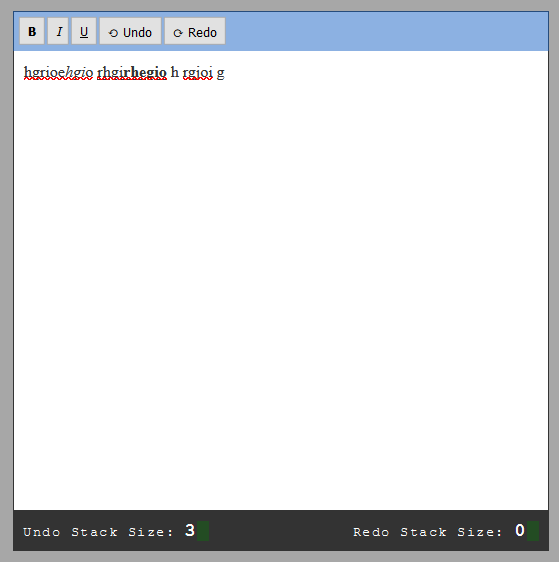 B I U ⟲ Undo ⟳ Redo
hgrioehgio rhgirhegio h rgioi g
Undo Stack Size: 3 Redo Stack Size: 0